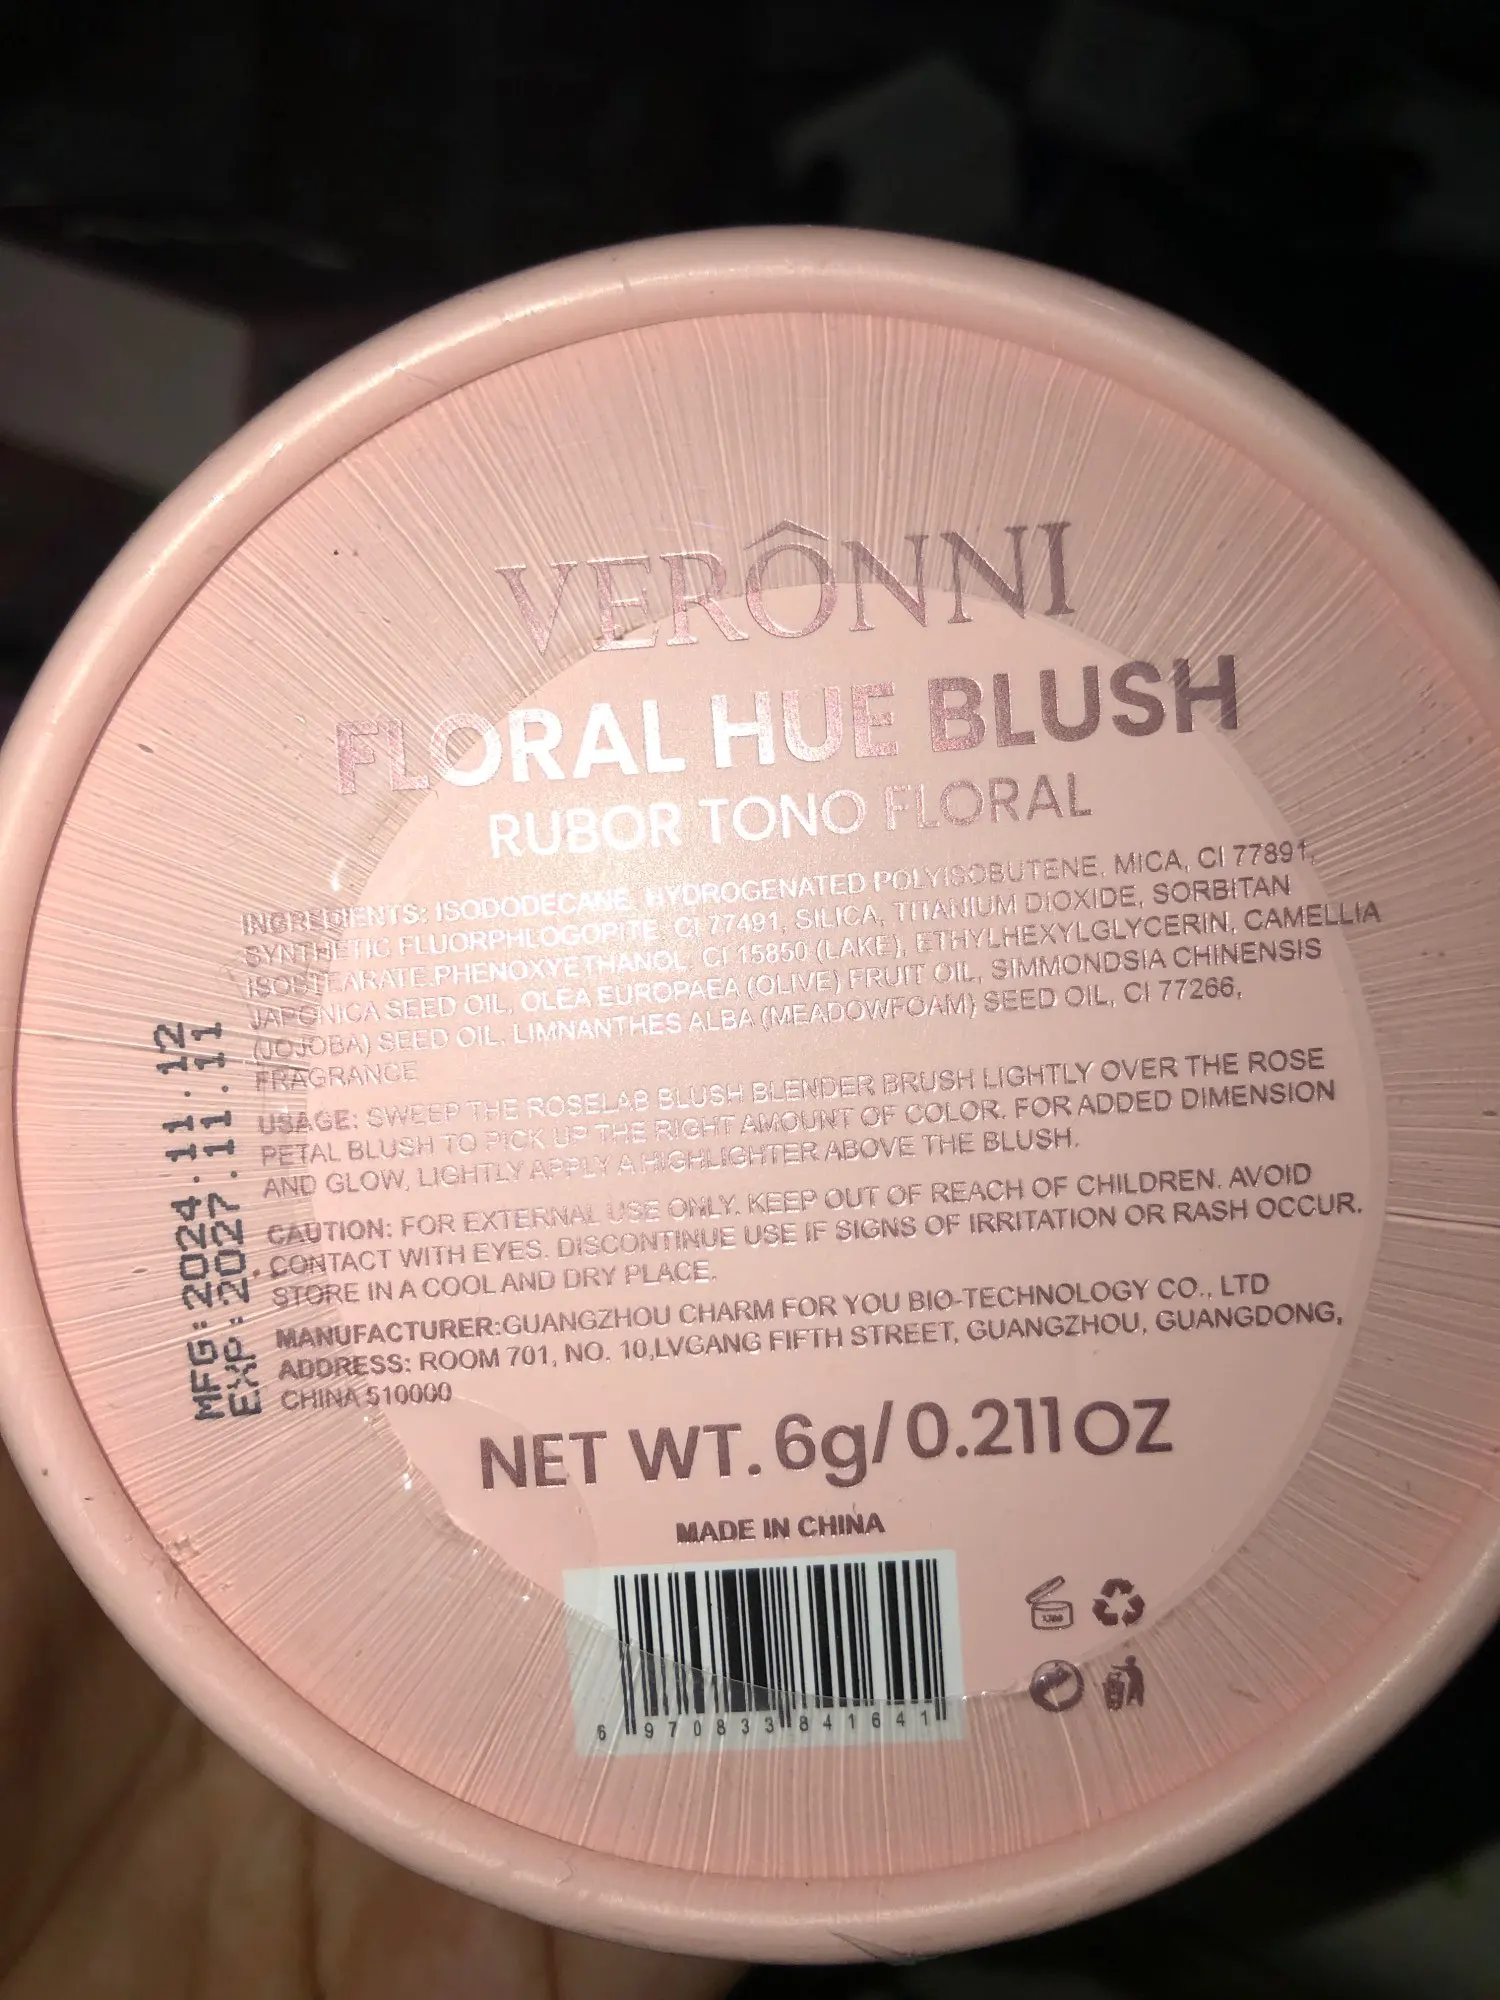 VERÔNNI
FLORAL HUE BLUSH
RUBOR TONO FLORAL
INGREDIENTS: ISODODECANE, HYDROGENATED POLYISOBUTENE, MICA, CI 77891,
SYNTHETIC FLUORPHLOGOPITE, CI 77491, SILICA, TITANIUM DIOXIDE, SORBITAN
ISOSTEARATE.PHENOXYETHANOL, CI 15850 (LAKE), ETHYLHEXYLGLYCERIN, CAMELLIA
JAPONICA SEED OIL, OLEA EUROPAEA (OLIVE) FRUIT OIL, SIMMONDSIA CHINENSIS
(JOJOBA) SEED OIL, LIMNANTHES ALBA (MEADOWFOAM) SEED OIL, CI 77266,
FRAGRANCE
USAGE: SWEEP THE ROSELAB BLUSH BLENDER BRUSH LIGHTLY OVER THE ROSE
PETAL BLUSH TO PICK UP THE RIGHT AMOUNT OF COLOR. FOR ADDED DIMENSION
AND GLOW, LIGHTLY APPLY A HIGHLIGHTER ABOVE THE BLUSH.
CAUTION: FOR EXTERNAL USE ONLY. KEEP OUT OF REACH OF CHILDREN. AVOID
CONTACT WITH EYES. DISCONTINUE USE IF SIGNS OF IRRITATION OR RASH OCCUR.
STORE IN A COOL AND DRY PLACE.
MANUFACTURER:GUANGZHOU CHARM FOR YOU BIO-TECHNOLOGY CO., LTD
ADDRESS: ROOM 701, NO. 10,LVGANG FIFTH STREET, GUANGZHOU, GUANGDONG,
CHINA 510000
MFG:2024.11.12
EXP:2027.11.11
NET WT. 6g/0.211OZ
MADE IN CHINA
6 970833 841641